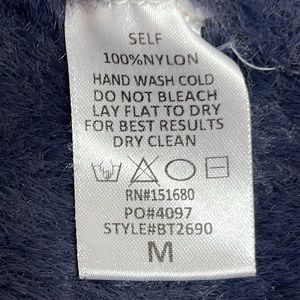 SELF
100%NYLON
HAND WASH COLD
DO NOT BLEACH
LAY FLAT TO DRY
FOR BEST RESULTS
DRY CLEAN
RN#151680
PO#4097
STYLE#BT2690
M